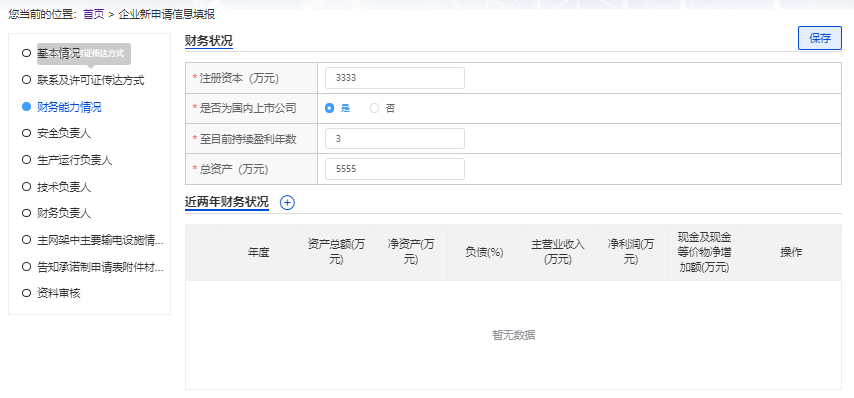 您当前的位置：首页 > 企业新申请信息填报
基本情况
证传达方式
联系及许可证传达方式
财务能力情况
安全负责人
生产运行负责人
技术负责人
财务负责人
主网架中主要输电设施情...
告知承诺制申请表附件材...
资料审核
财务状况
保存
* 注册资本（万元） 3333
* 是否为国内上市公司 是 否
* 至目前持续盈利年数 3
* 总资产（万元） 5555
近两年财务状况
年度
资产总额(万
元)
净资产(万
元)
负债(%)
主营业收入
(万元)
净利润(万
元)
现金及现金
等价物净增
加额(万元)
操作
暂无数据